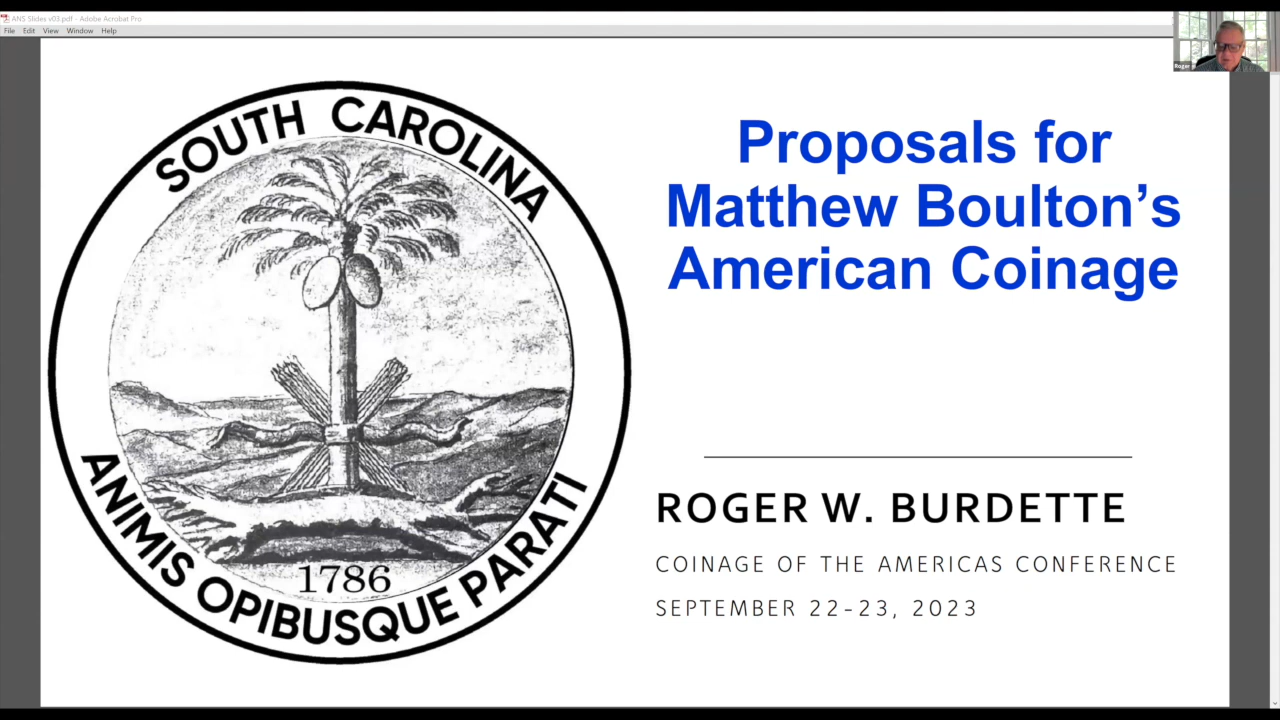 ANS Slides v03.pdf - Adobe Acrobat Pro
File Edit View Window Help
Roger
SOUTH CAROLINA
ANIMIS OPIBUSQUE PARATI
1786
Proposals for
Matthew Boulton’s
American Coinage
ROGER W. BURDETTE
COINAGE OF THE AMERICAS CONFERENCE
SEPTEMBER 22-23, 2023